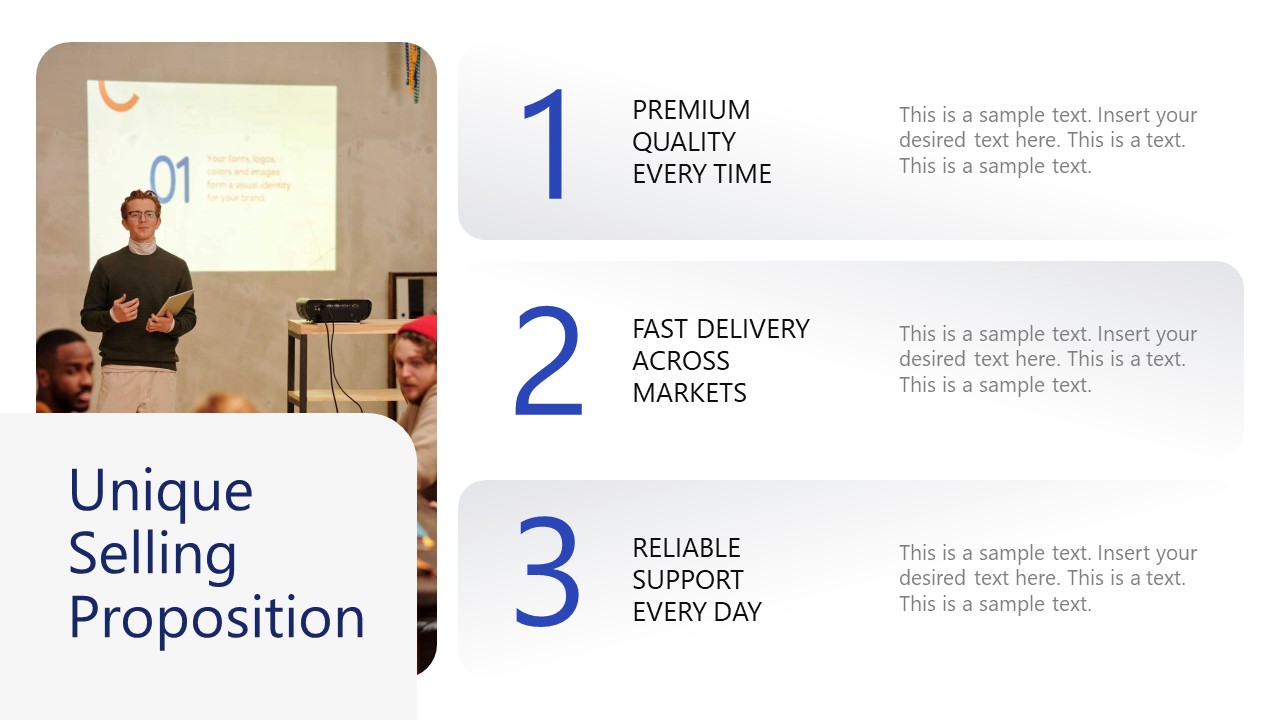 01
Your fonts, logos,
colors and images
form a visual identity
for your brand.
Unique
Selling
Proposition
1
PREMIUM
QUALITY
EVERY TIME
This is a sample text. Insert your
desired text here. This is a text.
This is a sample text.
2
FAST DELIVERY
ACROSS
MARKETS
This is a sample text. Insert your
desired text here. This is a text.
This is a sample text.
3
RELIABLE
SUPPORT
EVERY DAY
This is a sample text. Insert your
desired text here. This is a text.
This is a sample text.